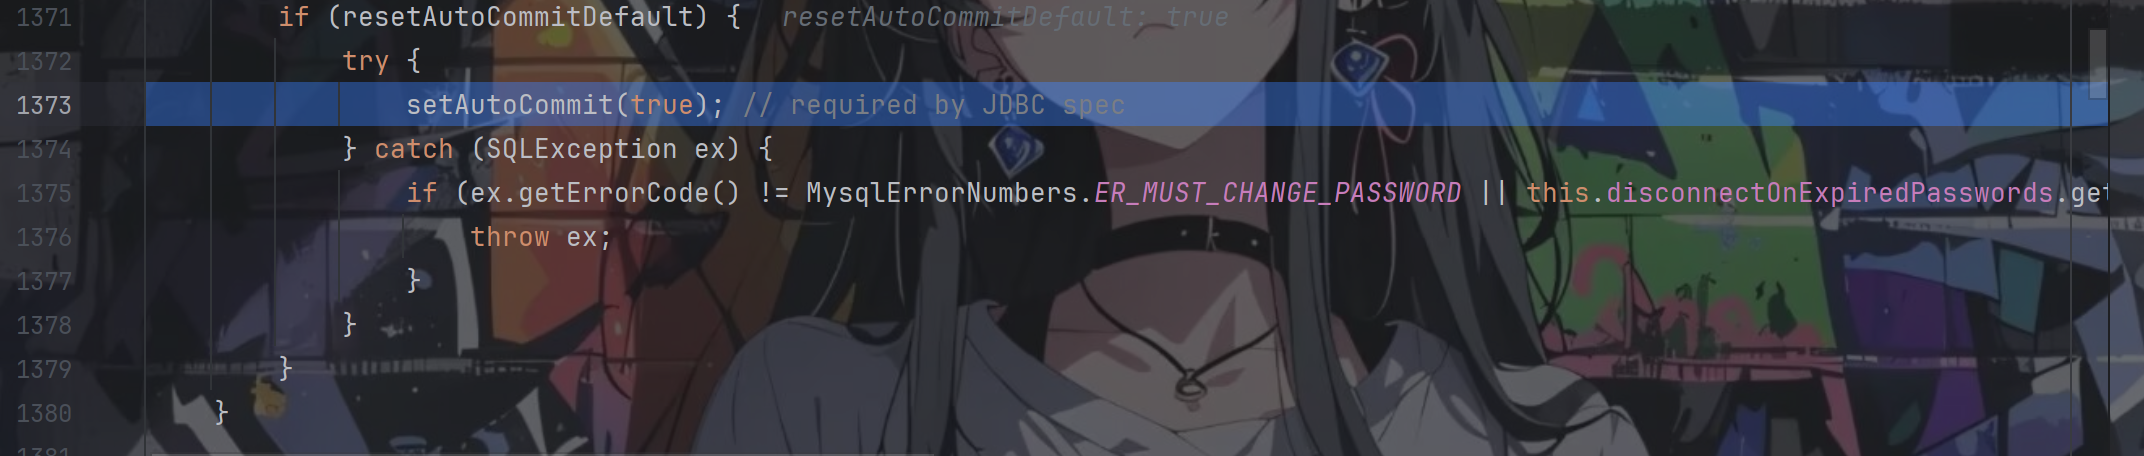 1371 if (resetAutoCommitDefault) { resetAutoCommitDefault: true
1372 try {
1373 setAutoCommit(true); // required by JDBC spec
1374 } catch (SQLException ex) {
1375 if (ex.getErrorCode() != MysqlErrorNumbers.ER_MUST_CHANGE_PASSWORD || this.disconnectOnExpiredPasswords.get
1376 throw ex;
1377 }
1378 }
1379 }
1380 }
1381